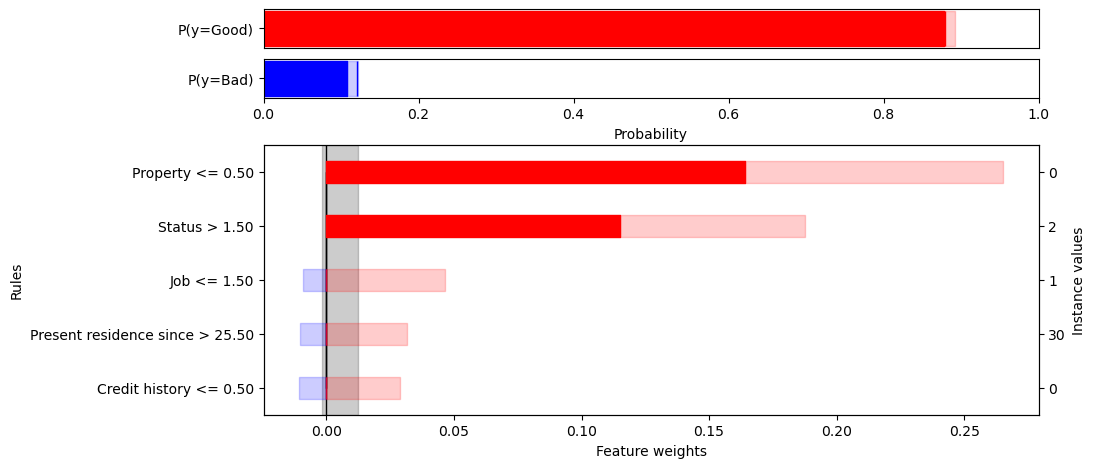 P(y=Good)
P(y=Bad)
0.0 0.2 0.4 0.6 0.8 1.0
Probability
Property <= 0.50 0
Status > 1.50 2
Job <= 1.50 1
Present residence since > 25.50 30
Credit history <= 0.50 0
Rules
Instance values
0.00 0.05 0.10 0.15 0.20 0.25
Feature weights